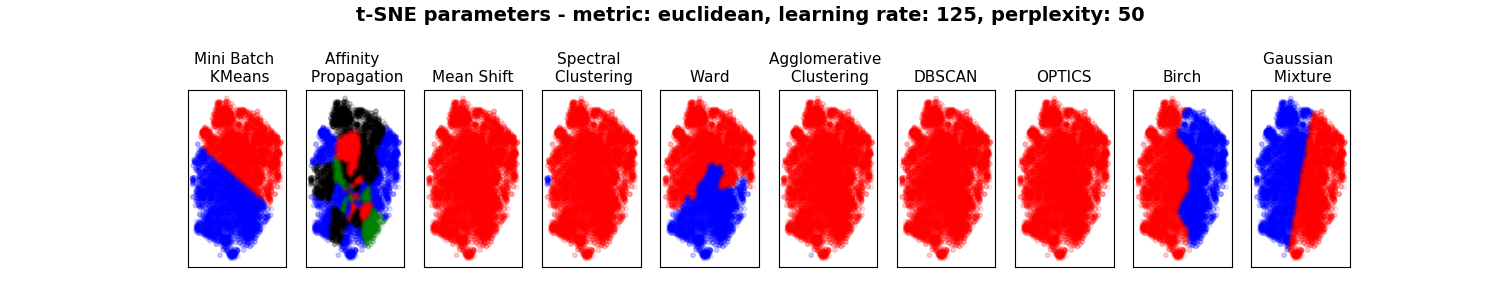 t-SNE parameters - metric: euclidean, learning rate: 125, perplexity: 50
Mini Batch
KMeans
Affinity
Propagation
Mean Shift
Spectral
Clustering
Ward
Agglomerative
Clustering
DBSCAN
OPTICS
Birch
Gaussian
Mixture